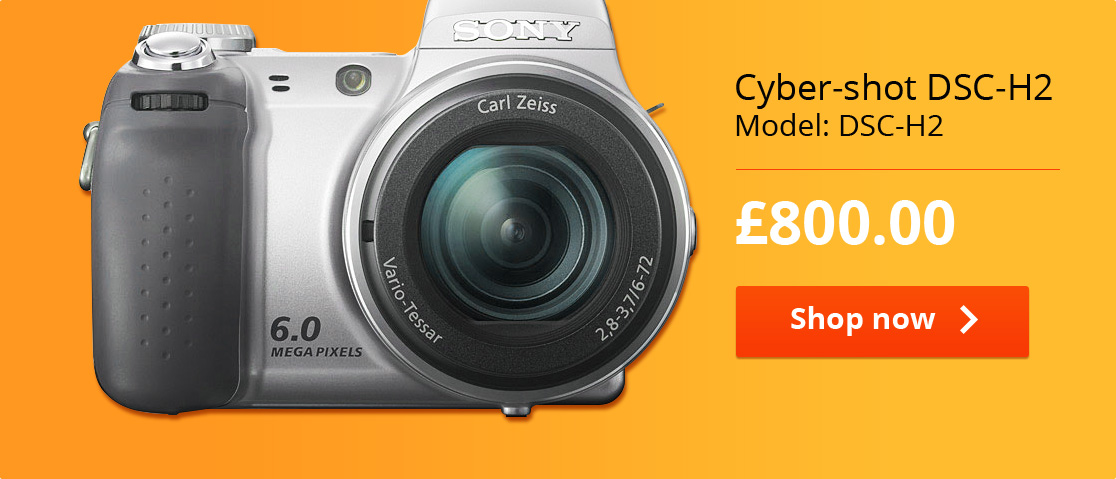 SONY
Carl Zeiss
Vario-Tessar
2,8-3,7/6-72
6.0
MEGA PIXELS
Cyber-shot DSC-H2
Model: DSC-H2
£800.00
Shop now